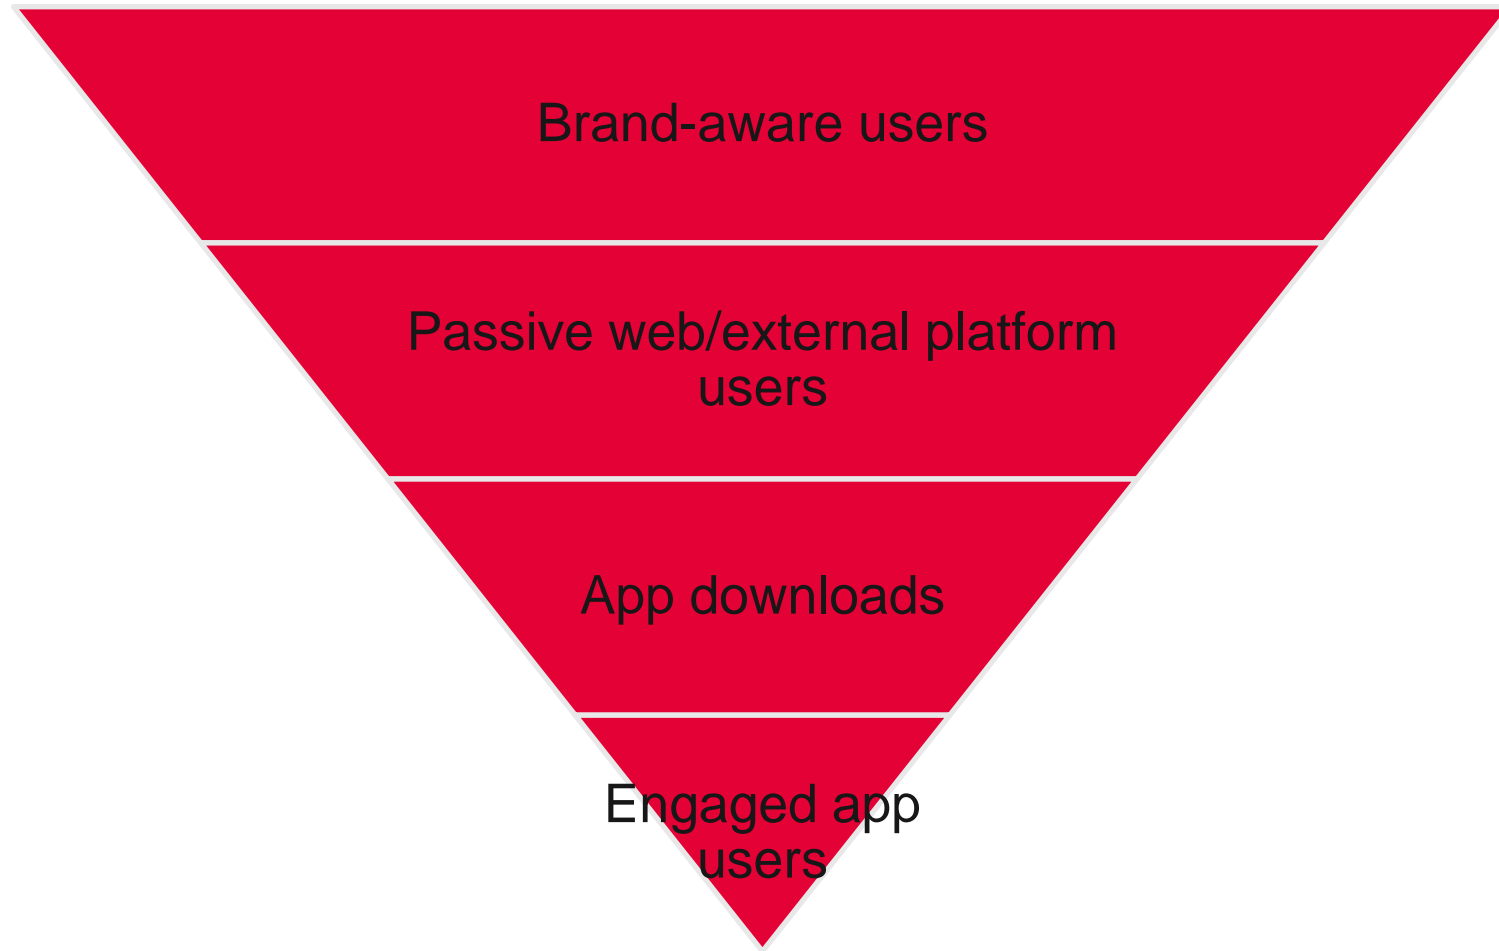 Brand-aware users
Passive web/external platform
users
App downloads
Engaged app
users